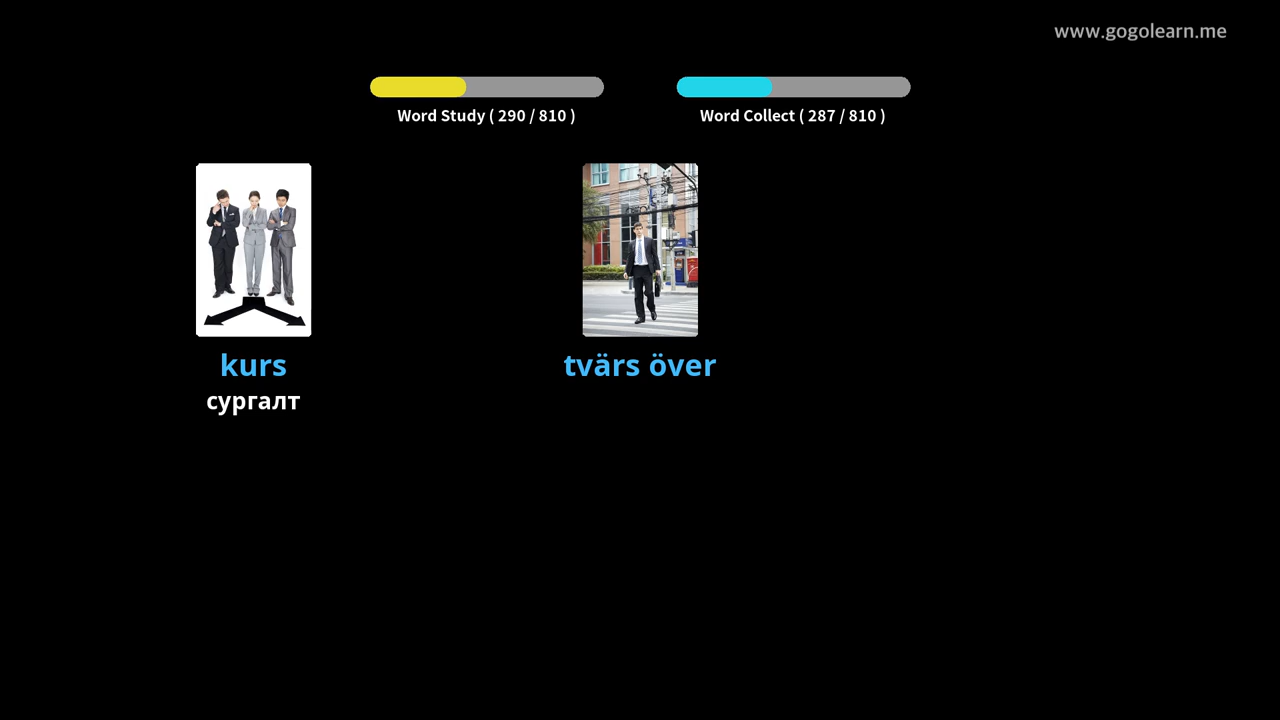 www.gogolearn.me
Word Study ( 290 / 810 )
Word Collect ( 287 / 810 )
kurs
сургалт
tvärs över